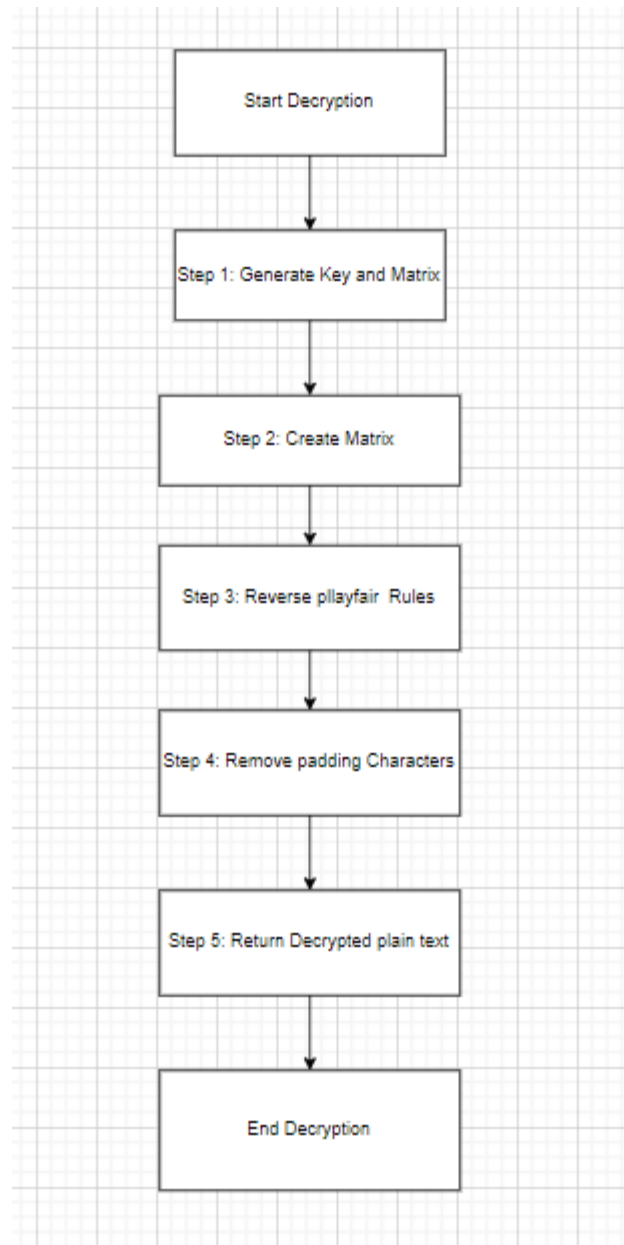 Start Decryption
Step 1: Generate Key and Matrix
Step 2: Create Matrix
Step 3: Reverse pllayfair Rules
Step 4: Remove padding Characters
Step 5: Return Decrypted plain text
End Decryption